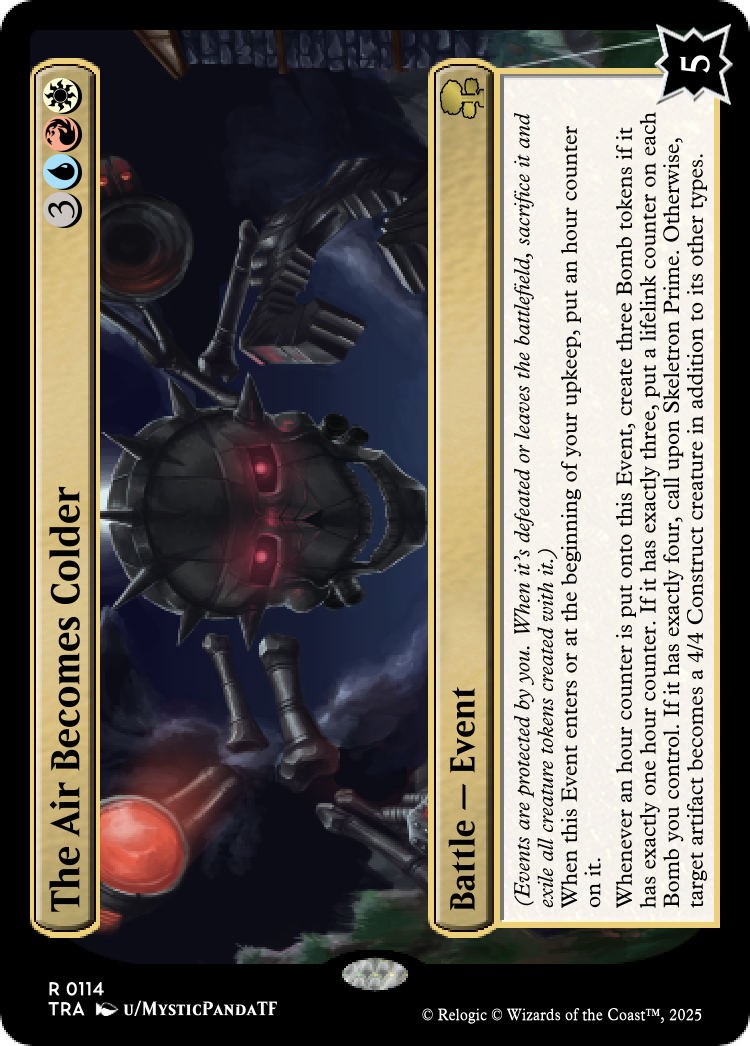 The Air Becomes Colder
3
Battle — Event
5
(Events are protected by you. When it's defeated or leaves the battlefield, sacrifice it and
exile all creature tokens created with it.)
When this Event enters or at the beginning of your upkeep, put an hour counter
on it.
Whenever an hour counter is put onto this Event, create three Bomb tokens if it
has exactly one hour counter. If it has exactly three, put a lifelink counter on each
Bomb you control. If it has exactly four, call upon Skeletron Prime. Otherwise,
target artifact becomes a 4/4 Construct creature in addition to its other types.
R 0114
TRA u/MysticPandaTF
© Relogic © Wizards of the Coast™, 2025